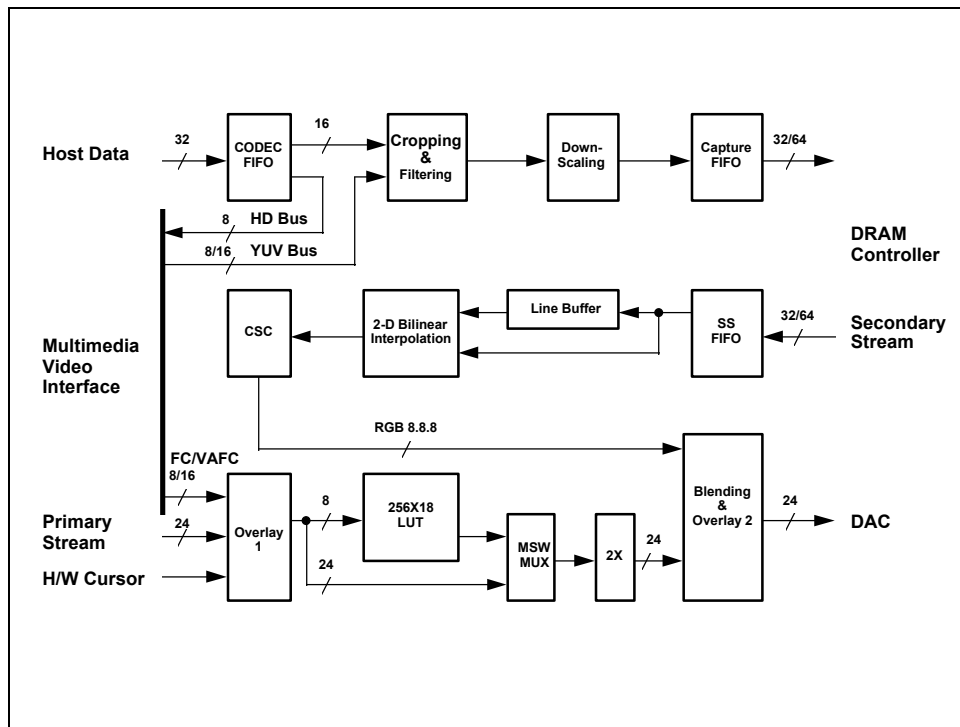 Host Data
32
CODEC
FIFO
16
Cropping
&
Filtering
Down-
Scaling
Capture
FIFO
32/64
8
HD Bus
8/16
YUV Bus
DRAM
Controller
Multimedia
Video
Interface
CSC
2-D Bilinear
Interpolation
Line Buffer
SS
FIFO
32/64
Secondary
Stream
RGB 8.8.8
FC/VAFC
8/16
Primary
Stream
24
H/W Cursor
Overlay
1
8
24
256X18
LUT
MSW
MUX
2X
24
Blending
&
Overlay 2
24
DAC